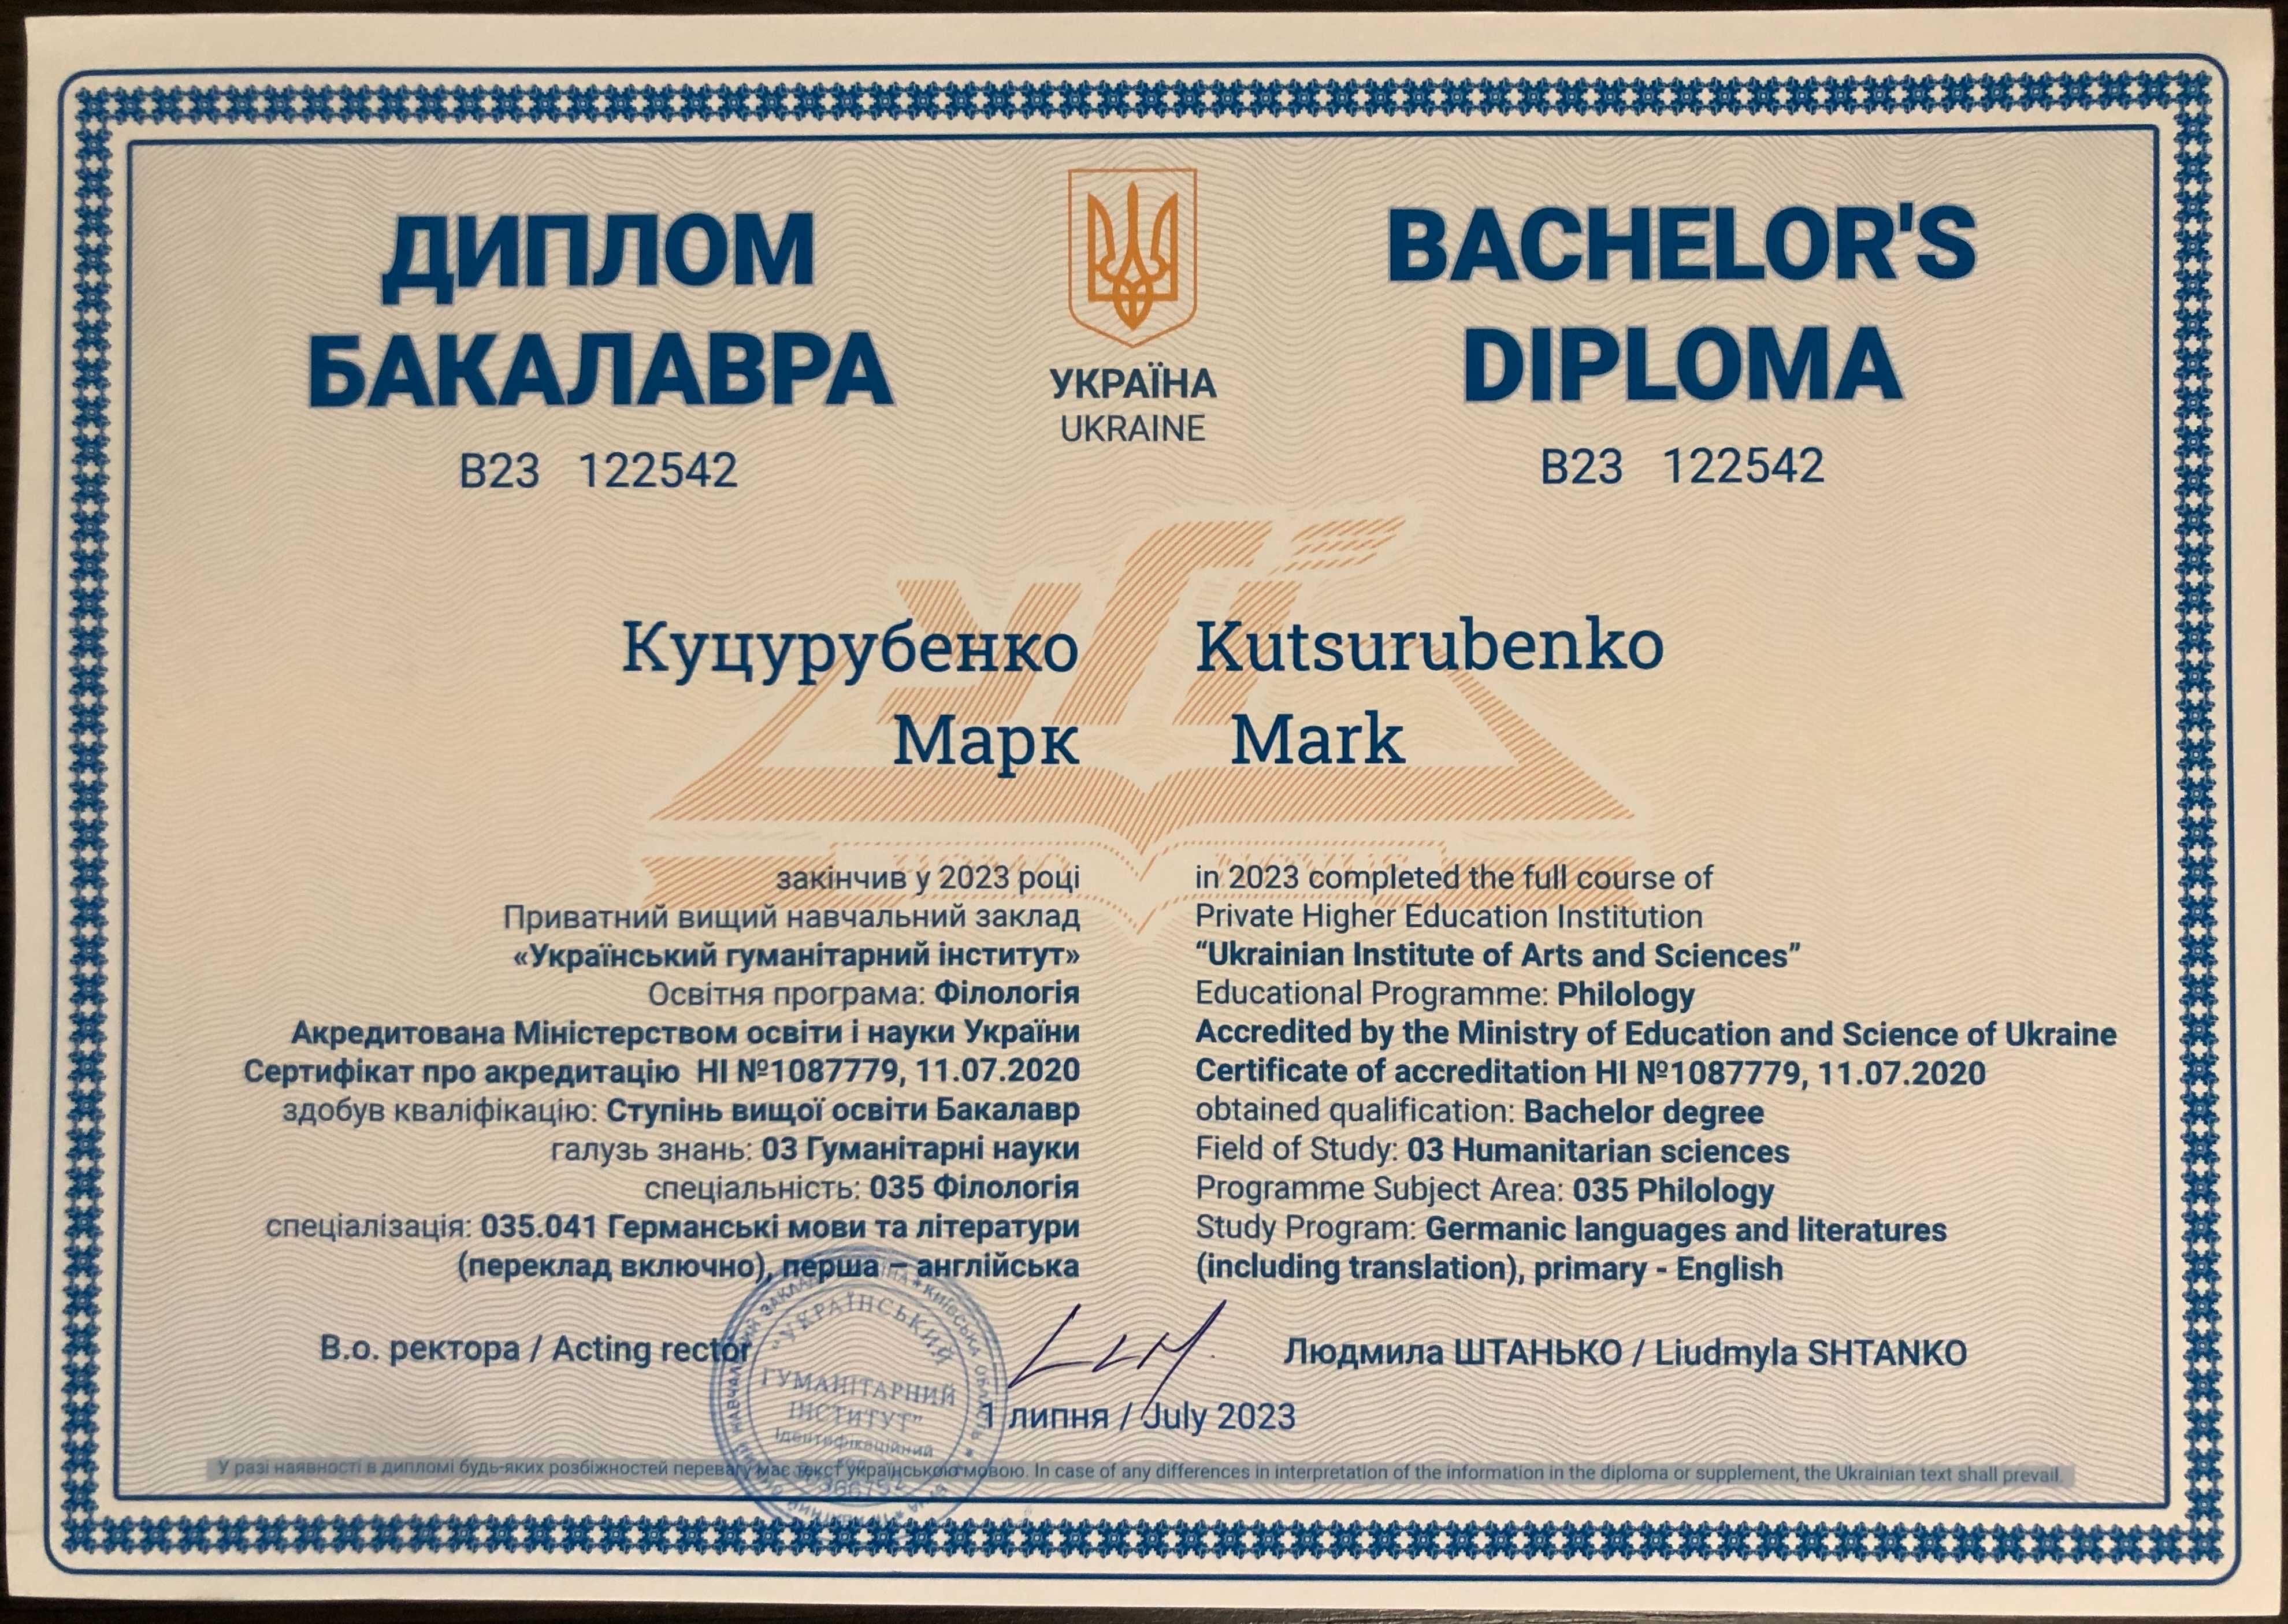 ДИПЛОМ
БАКАЛАВРА
B23 122542
УКРАЇНА
UKRAINE
BACHELOR'S
DIPLOMA
B23 122542
Куцурубенко
Марк
Kutsurubenko
Mark
закінчив у 2023 році
Приватний вищий навчальний заклад
«Український гуманітарний інститут»
Освітня програма: Філологія
Акредитована Міністерством освіти і науки України
Сертифікат про акредитацію НІ №1087779, 11.07.2020
здобув кваліфікацію: Ступінь вищої освіти Бакалавр
галузь знань: 03 Гуманітарні науки
спеціальність: 035 Філологія
спеціалізація: 035.041 Германські мови та літератури
(переклад включно), перша – англійська
in 2023 completed the full course of
Private Higher Education Institution
“Ukrainian Institute of Arts and Sciences”
Educational Programme: Philology
Accredited by the Ministry of Education and Science of Ukraine
Certificate of accreditation HI №1087779, 11.07.2020
obtained qualification: Bachelor degree
Field of Study: 03 Humanitarian sciences
Programme Subject Area: 035 Philology
Study Program: Germanic languages and literatures
(including translation), primary - English
В.о. ректора / Acting rector
Людмила ШТАНЬКО / Liudmyla SHTANKO
1 липня / July 2023
"УКРАЇНСЬКИЙ
ГУМАНІТАРНИЙ
ІНСТИТУТ"
Ідентифікаційний
У разі наявності в дипломі будь-яких розбіжностей перевагу має текст українською мовою. In case of any differences in interpretation of the information in the diploma or supplement, the Ukrainian text shall prevail.